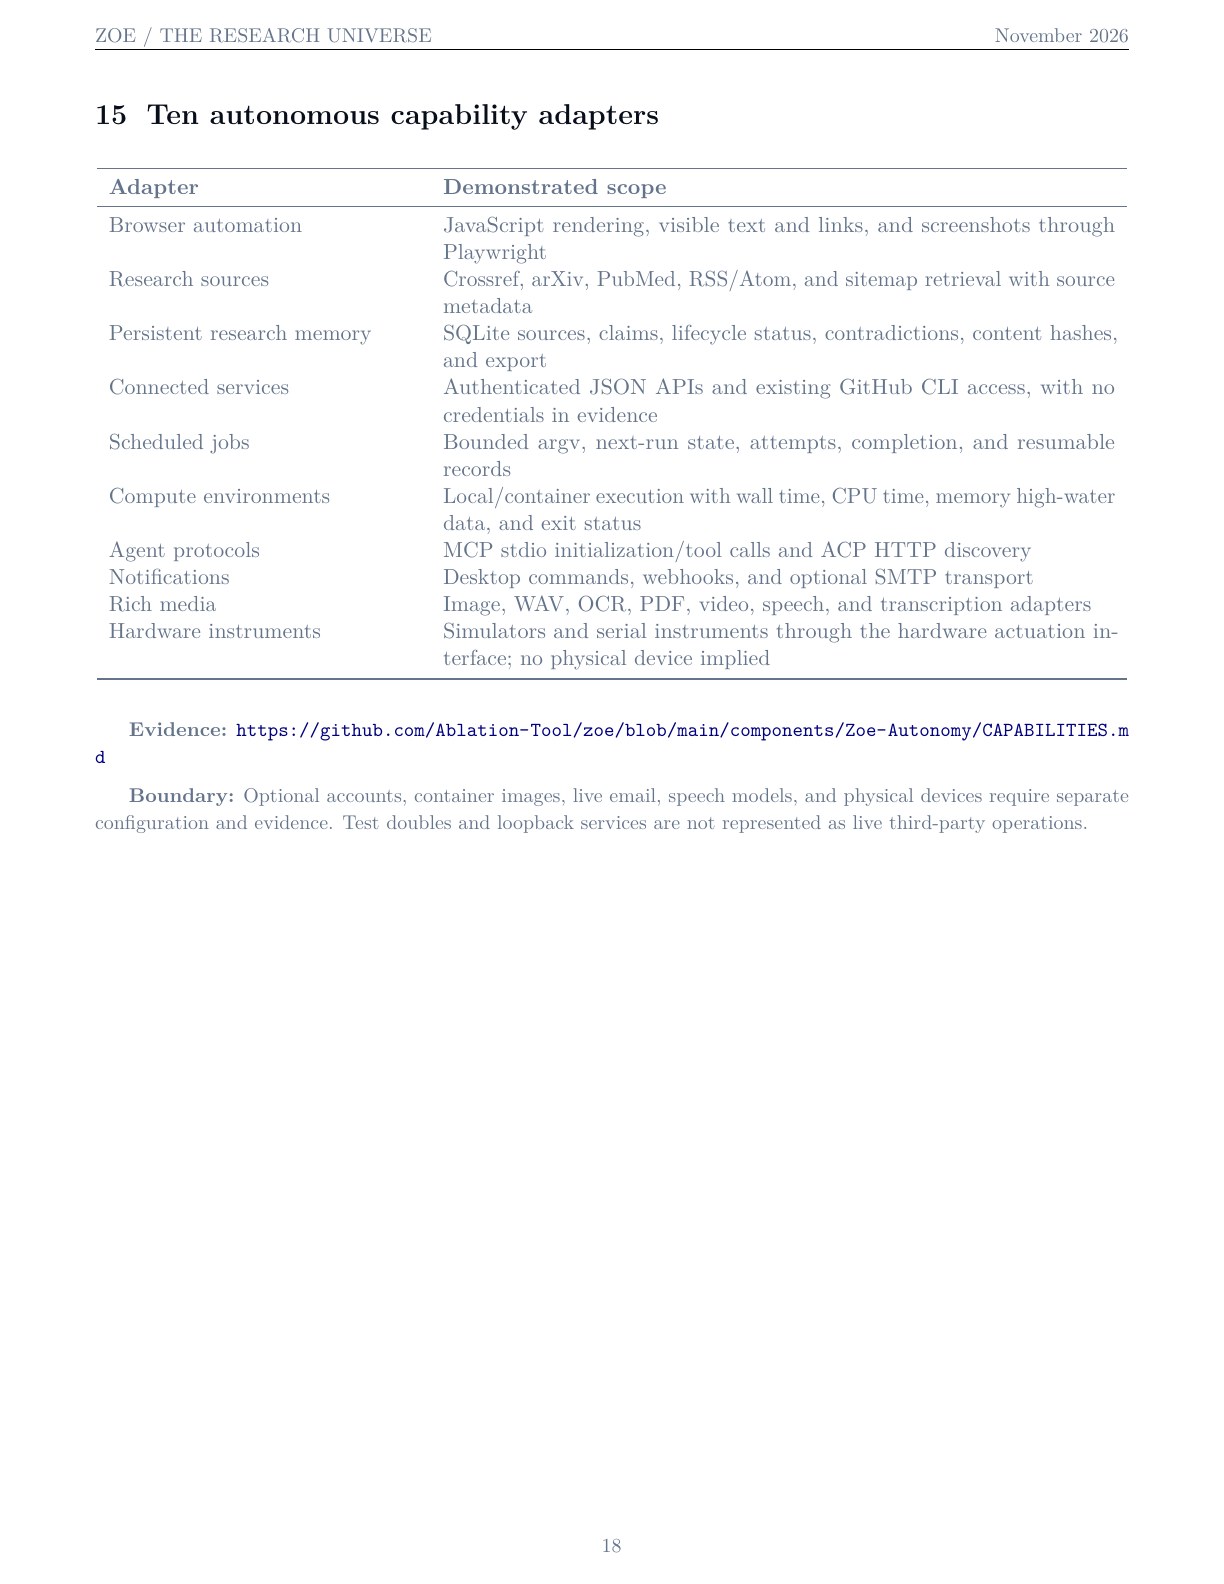 ZOE / THE RESEARCH UNIVERSE November 2026
15 Ten autonomous capability adapters
Adapter Demonstrated scope
Browser automation JavaScript rendering, visible text and links, and screenshots through
Playwright
Research sources Crossref, arXiv, PubMed, RSS/Atom, and sitemap retrieval with source
metadata
Persistent research memory SQLite sources, claims, lifecycle status, contradictions, content hashes,
and export
Connected services Authenticated JSON APIs and existing GitHub CLI access, with no
credentials in evidence
Scheduled jobs Bounded argv, next-run state, attempts, completion, and resumable
records
Compute environments Local/container execution with wall time, CPU time, memory high-water
data, and exit status
Agent protocols MCP stdio initialization/tool calls and ACP HTTP discovery
Notifications Desktop commands, webhooks, and optional SMTP transport
Rich media Image, WAV, OCR, PDF, video, speech, and transcription adapters
Hardware instruments Simulators and serial instruments through the hardware actuation in-
terface; no physical device implied
Evidence: https://github.com/Ablation-Tool/zoe/blob/main/components/Zoe-Autonomy/CAPABILITIES.m
d
Boundary: Optional accounts, container images, live email, speech models, and physical devices require separate
configuration and evidence. Test doubles and loopback services are not represented as live third-party operations.
18